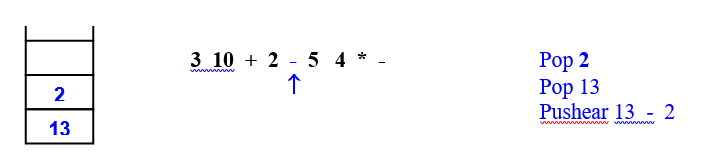 3 10 + 2 - 5 4 * -
2
13
Pop 2
Pop 13
Pushear 13 - 2